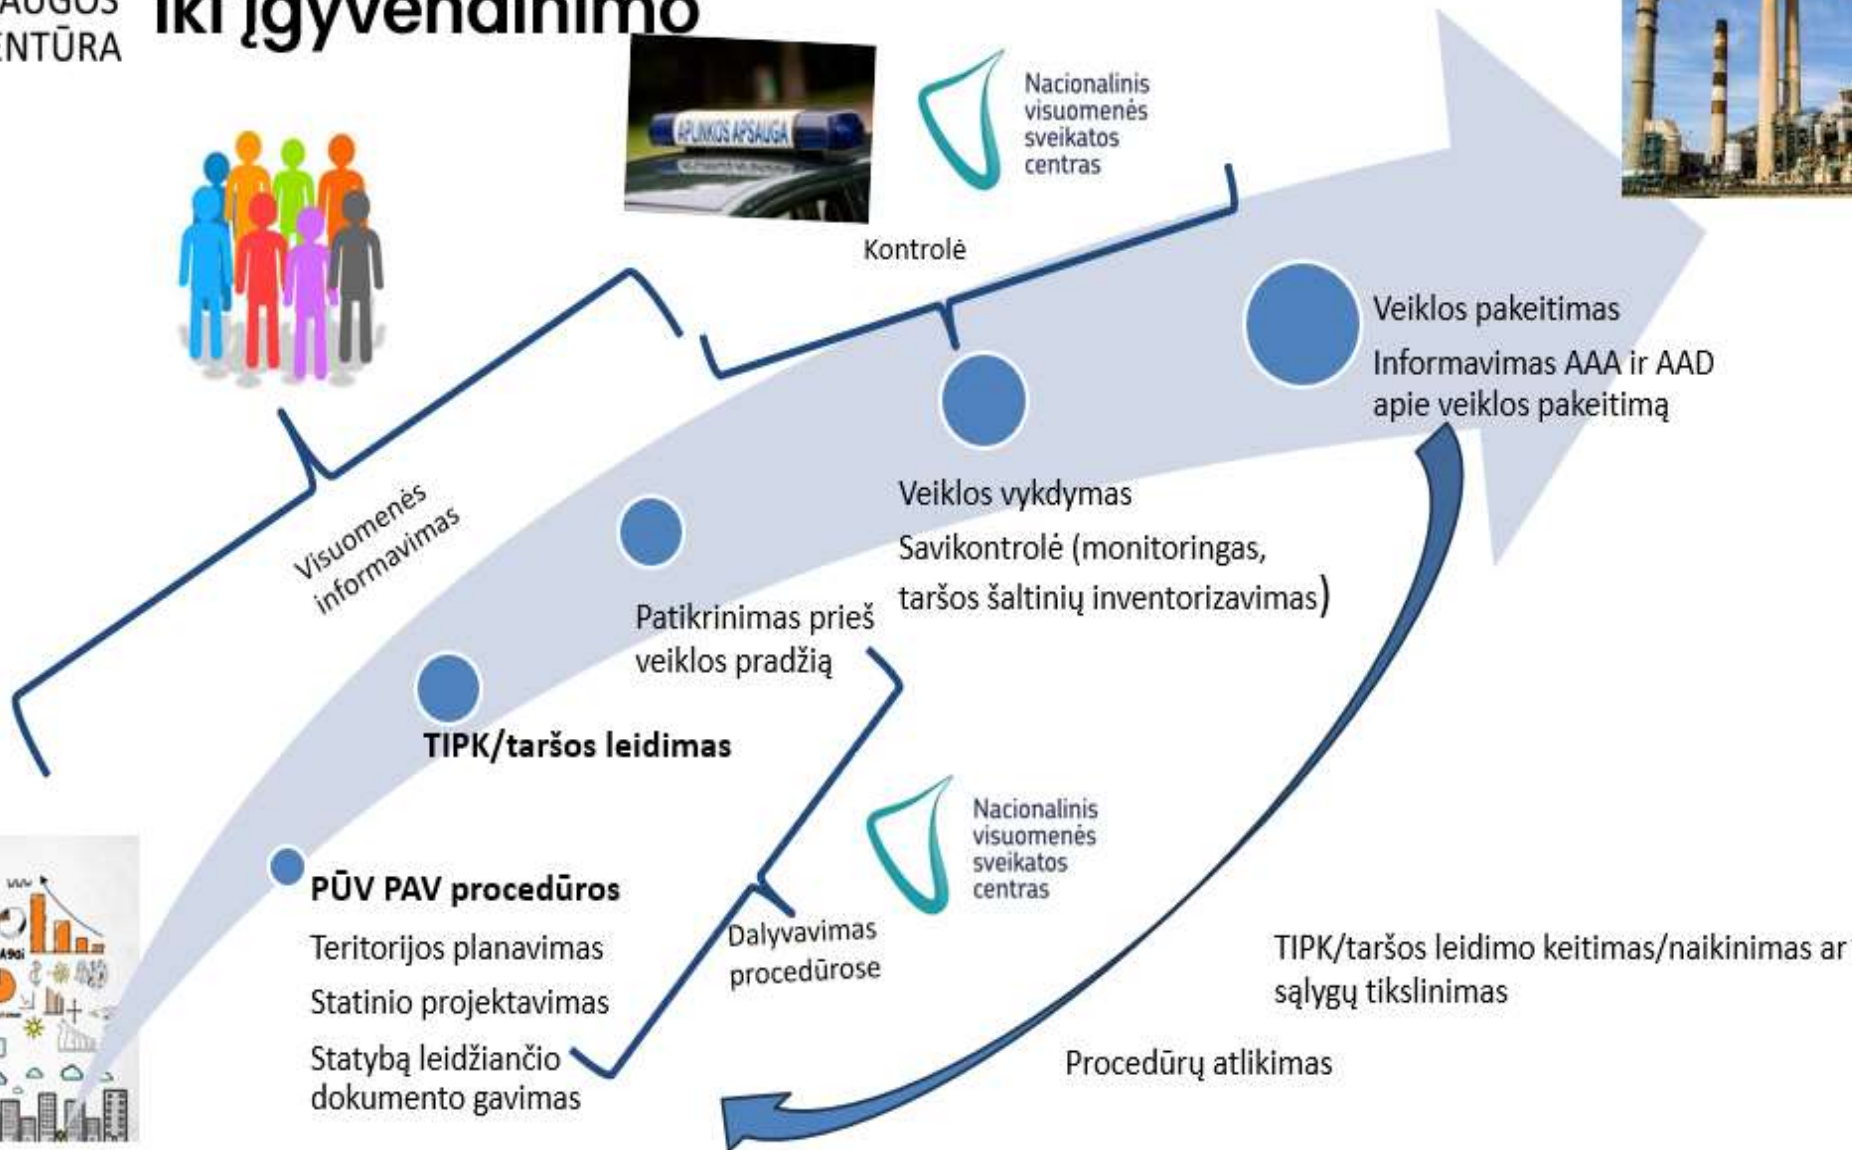 AUGOS
ENTŪRA
iki įgyvendinimo
APLINKOS APSAUGA
Nacionalinis
visuomenės
sveikatos
centras
Kontrolė
Veiklos pakeitimas
Informavimas AAA ir AAD
apie veiklos pakeitimą
Visuomenės
informavimas
Veiklos vykdymas
Savikontrolė (monitoringas,
taršos šaltinių inventorizavimas)
Patikrinimas prieš
veiklos pradžią
TIPK/taršos leidimas
Nacionalinis
visuomenės
sveikatos
centras
PŪV PAV procedūros
Teritorijos planavimas
Statinio projektavimas
Statybą leidžiančio
dokumento gavimas
Dalyvavimas
procedūrose
TIPK/taršos leidimo keitimas/naikinimas ar
sąlygų tikslinimas
Procedūrų atlikimas